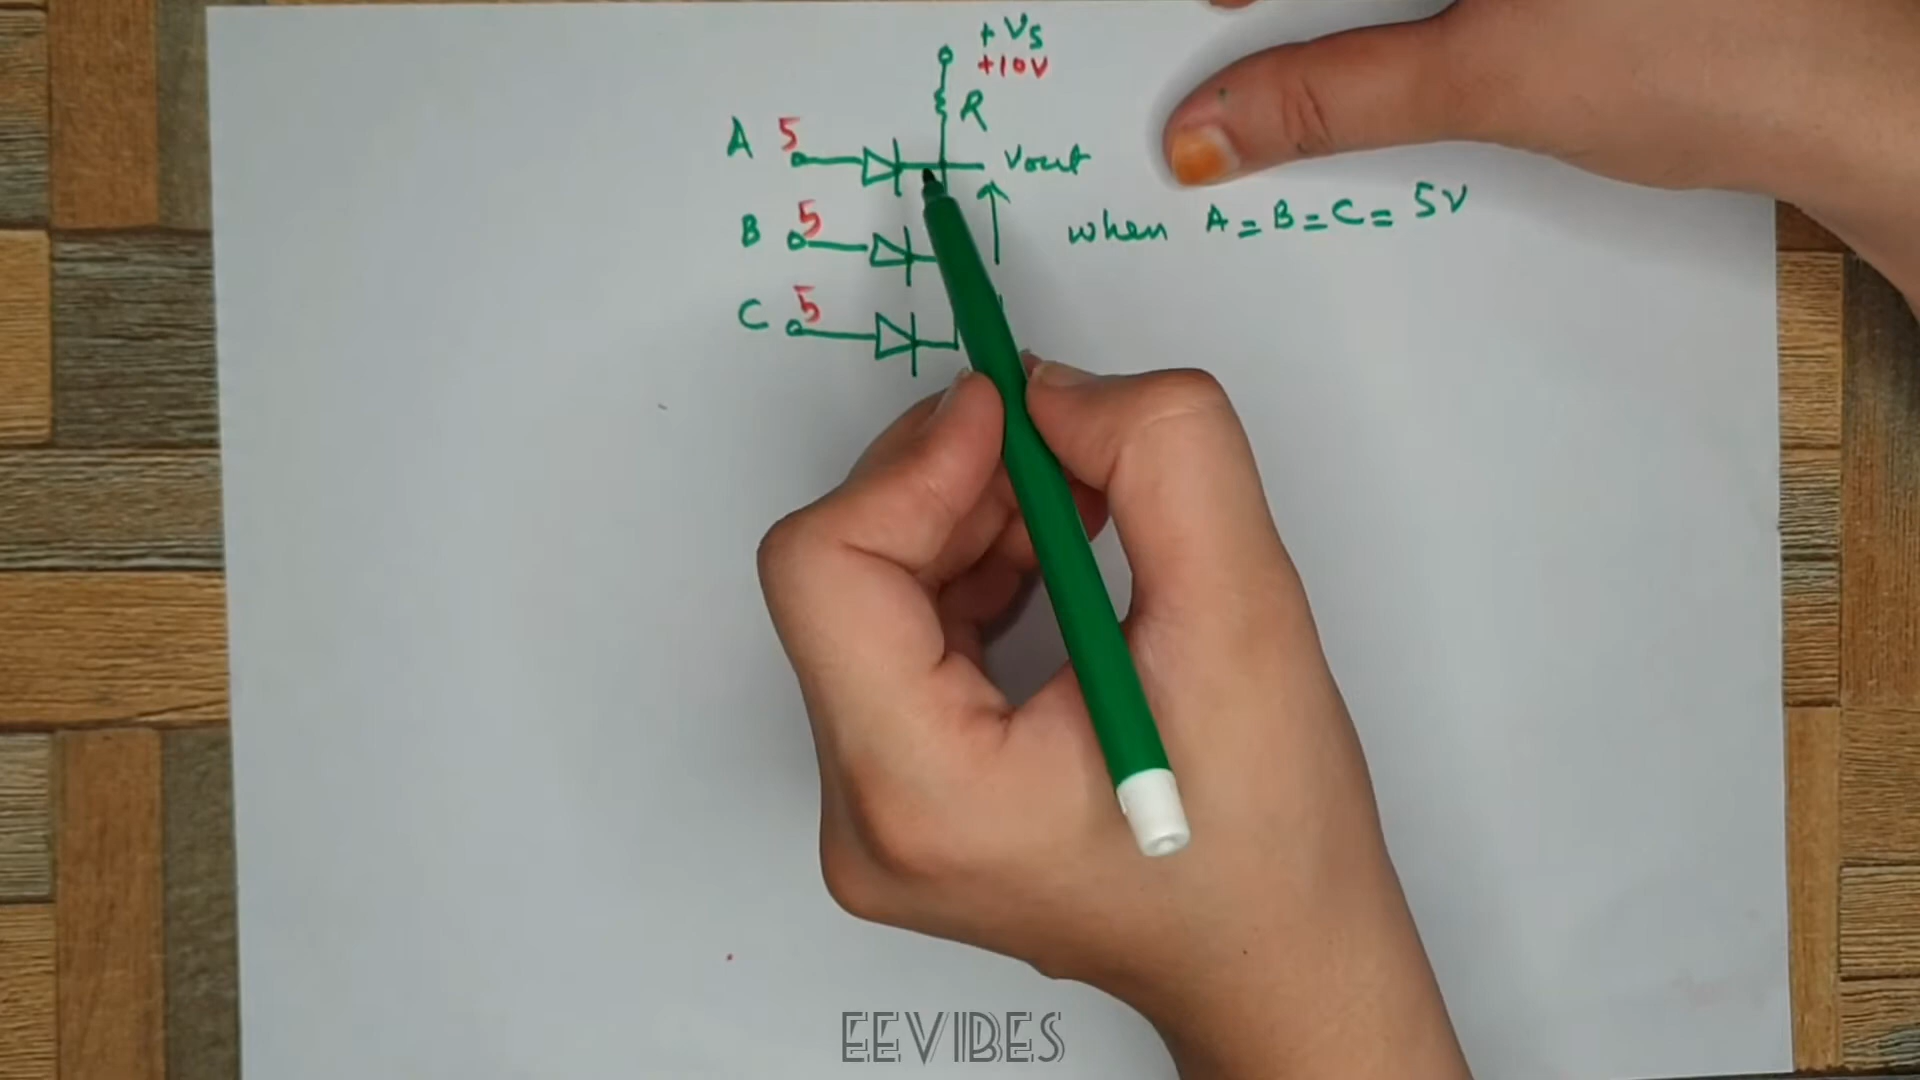 +Vs
+10V
R
A 5
Vout
B 5
when A = B = C = 5V
C 5
EEVIBES